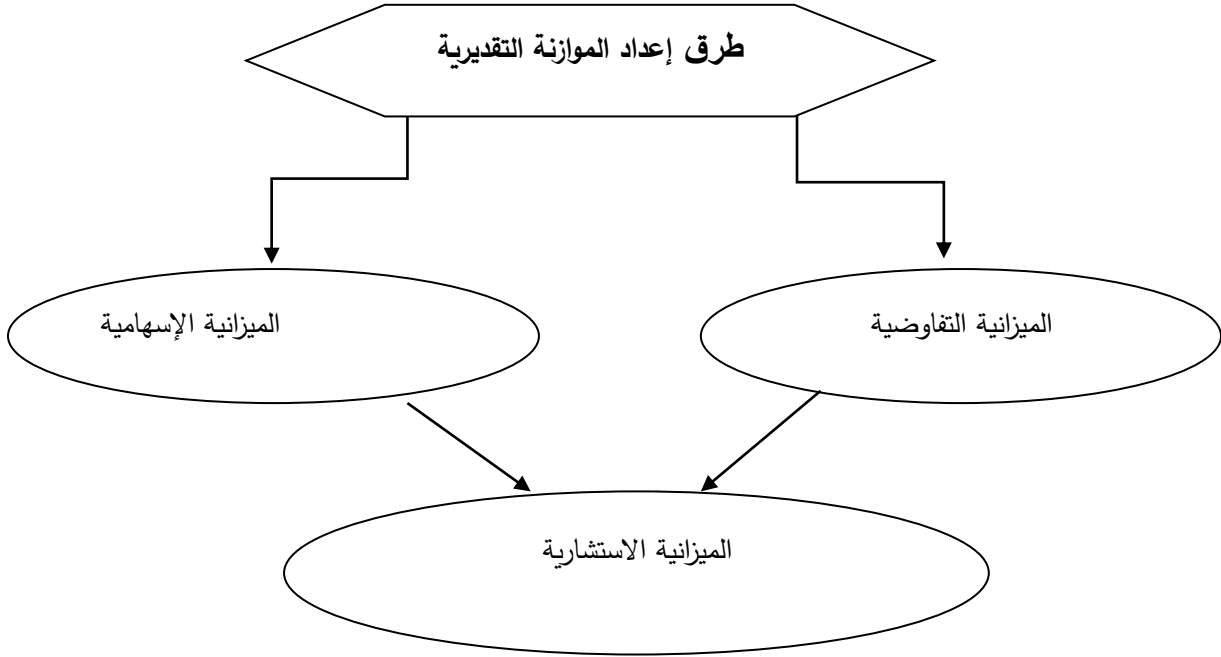 طرق إعداد الموازنة التقديرية
الميزانية التفاوضية
الميزانية الإسهامية
الميزانية الاستشارية